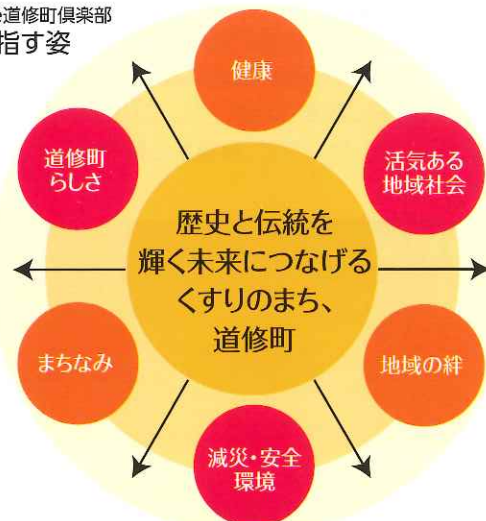 道修町倶楽部
指す姿
健康
道修町
らしさ
活気ある
地域社会
歴史と伝統を
輝く未来につなげる
くすりのまち、
道修町
まちなみ
地域の絆
減災・安全
環境